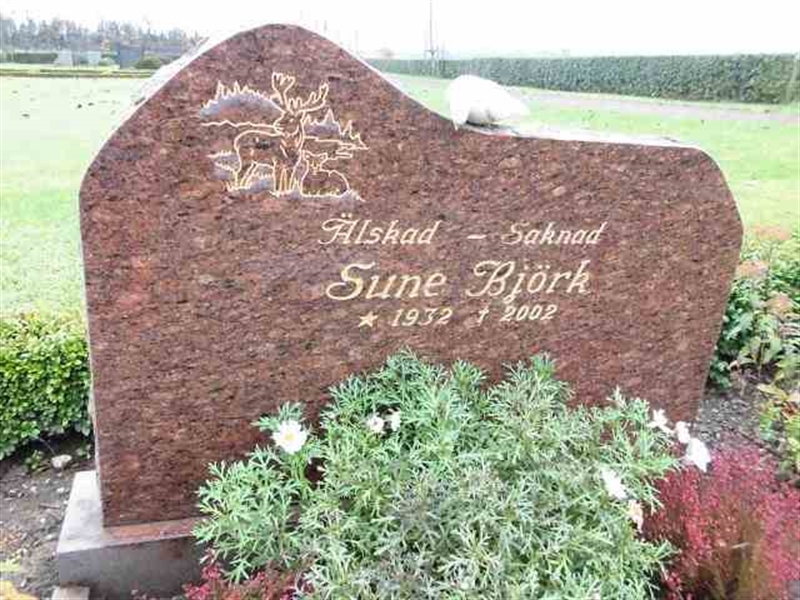 Älskad - Saknad
Sune Björk
★ 1932 † 2002